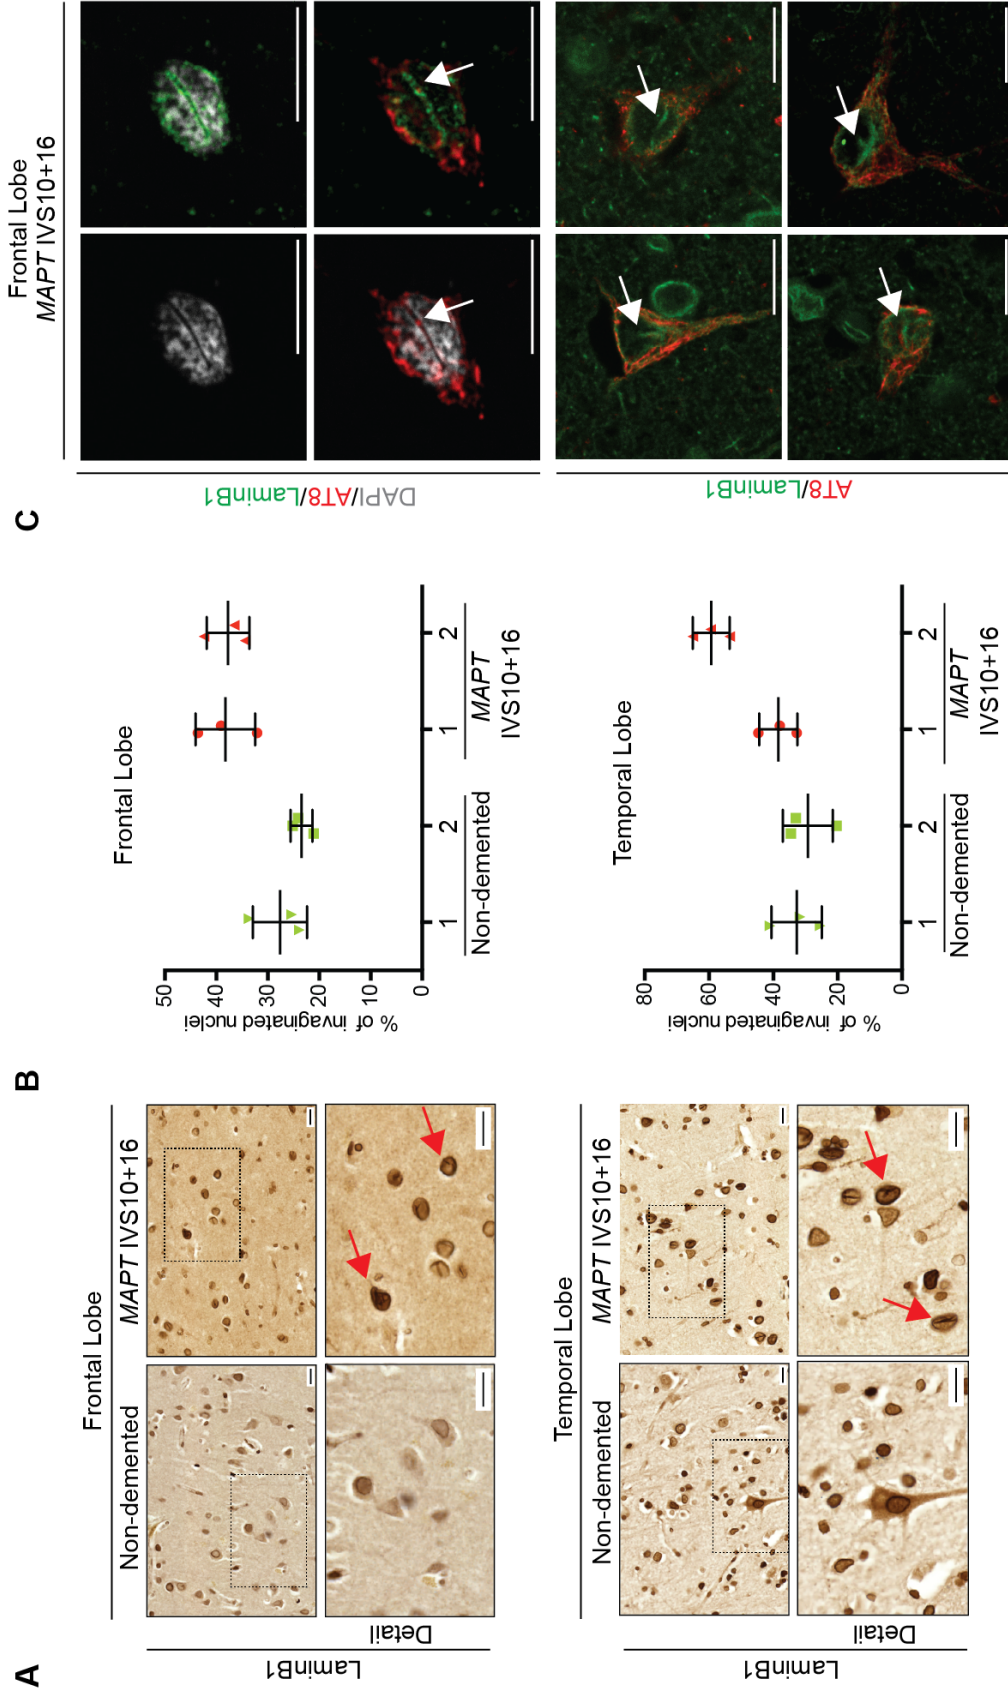 A
Frontal Lobe
Non-demented
MAPT IVS10+16
LaminB1
Detail
Temporal Lobe
Non-demented
MAPT IVS10+16
LaminB1
Detail
B
Frontal Lobe
% of invaginated nuclei
50
40
30
20
10
0
1
2
1
2
Non-demented
MAPT
IVS10+16
Temporal Lobe
% of invaginated nuclei
80
60
40
20
0
1
2
1
2
Non-demented
MAPT
IVS10+16
C
Frontal Lobe
MAPT IVS10+16
DAPI/AT8/LaminB1
AT8/LaminB1